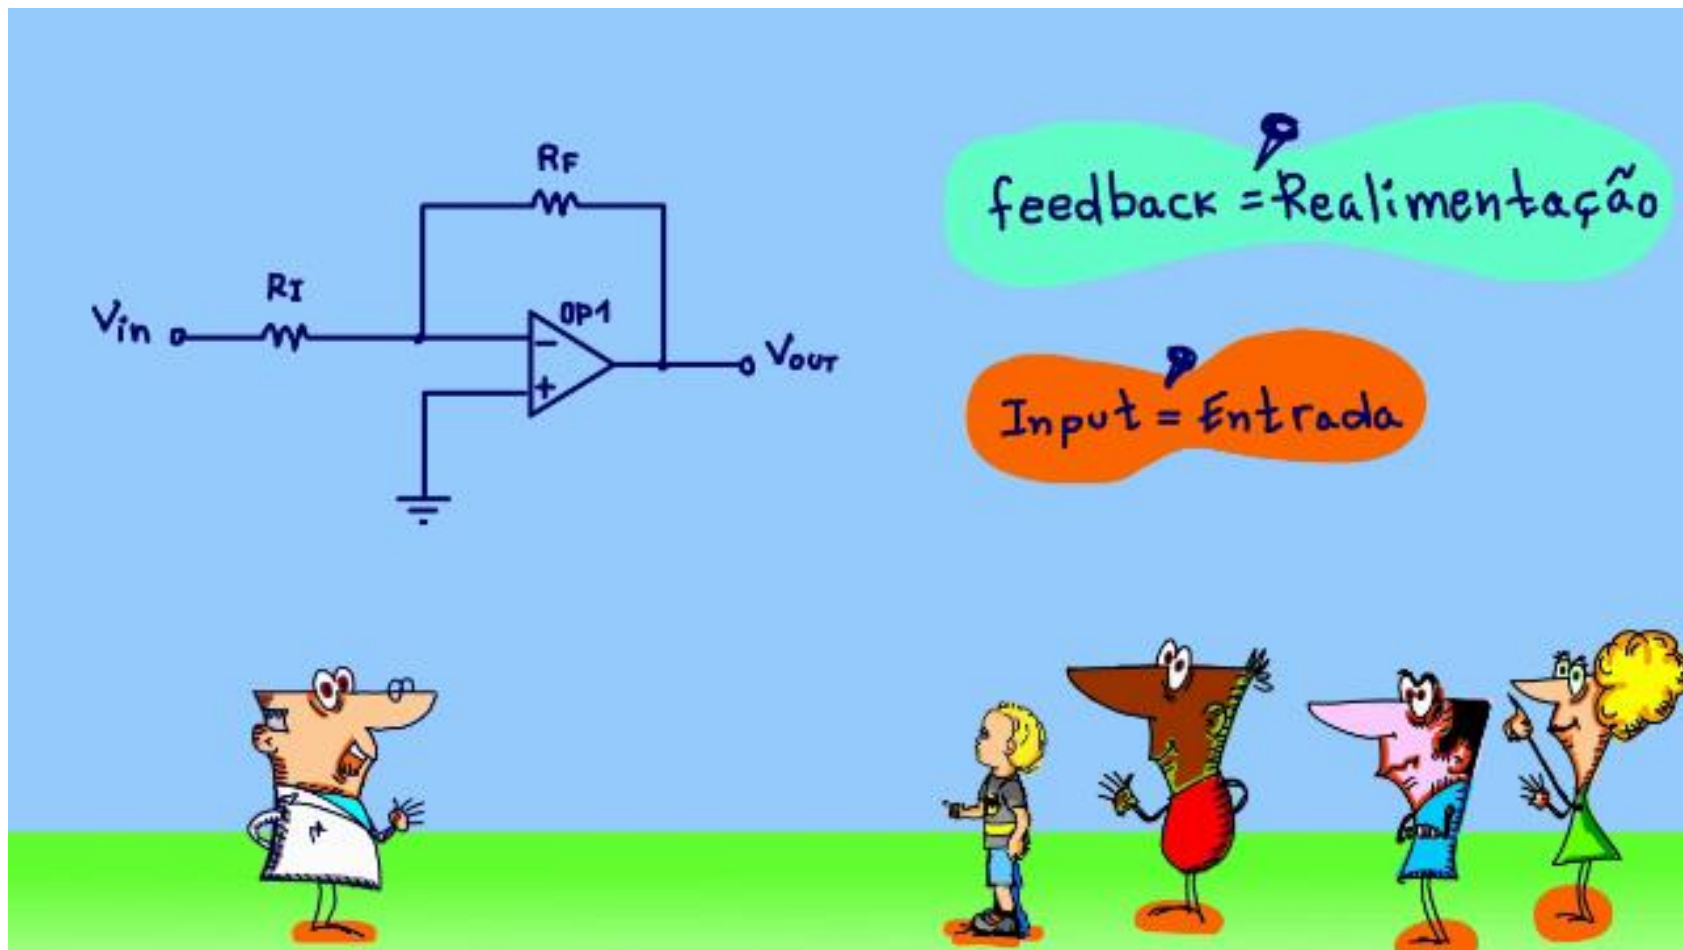 RF
RI
Vin
OP1
−
+
VOUT
feedback = Realimentação
Input = Entrada